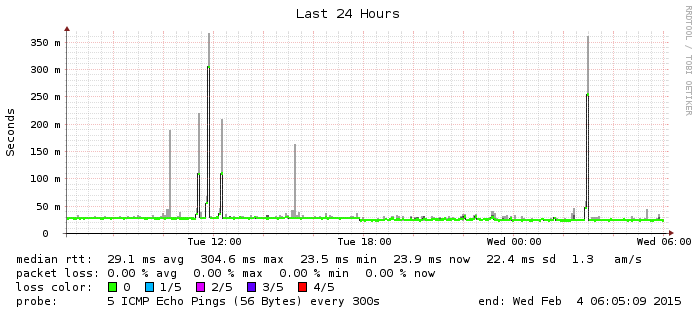 Last 24 Hours
RRDTOOL / TOBI OETIKER
Seconds
350 m
300 m
250 m
200 m
150 m
100 m
50 m
0
Tue 12:00 Tue 18:00 Wed 00:00 Wed 06:00
median rtt: 29.1 ms avg 304.6 ms max 23.5 ms min 23.9 ms now 22.4 ms sd 1.3 am/s
packet loss: 0.00 % avg 0.00 % max 0.00 % min 0.00 % now
loss color: 0 1/5 2/5 3/5 4/5
probe: 5 ICMP Echo Pings (56 Bytes) every 300s end: Wed Feb 4 06:05:09 2015